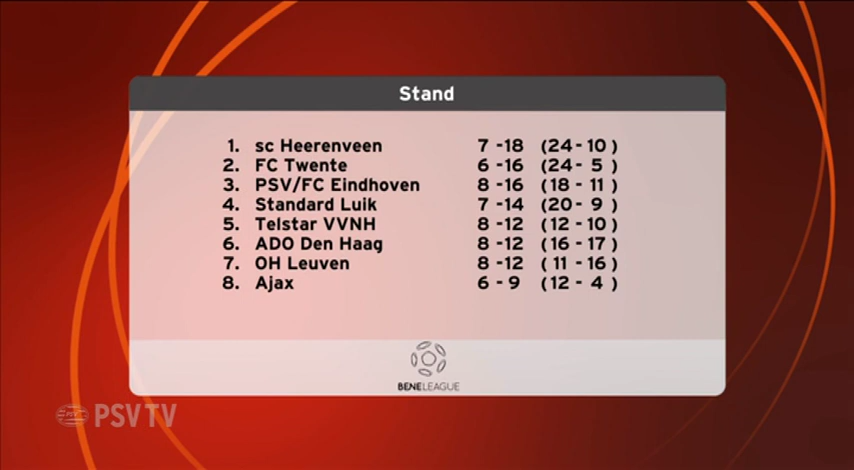 Stand
1. sc Heerenveen 7 -18 (24- 10 )
2. FC Twente 6 -16 (24- 5 )
3. PSV/FC Eindhoven 8 -16 (18 - 11 )
4. Standard Luik 7 -14 (20 - 9 )
5. Telstar VVNH 8 -12 (12 -10 )
6. ADO Den Haag 8 -12 (16 -17 )
7. OH Leuven 8 -12 ( 11 - 16 )
8. Ajax 6 - 9 (12 - 4 )
BENELEAGUE
PSV PSV TV